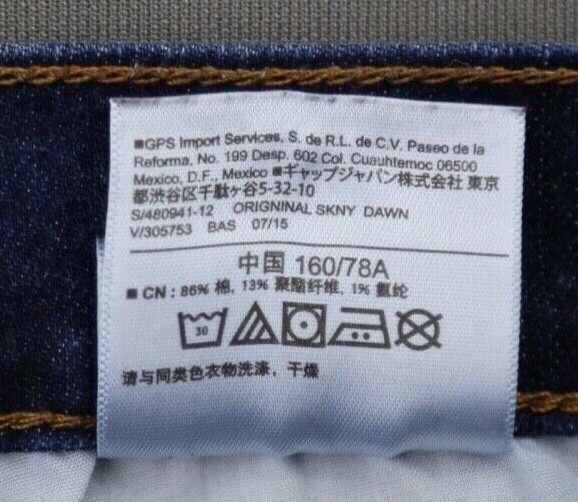 ■GPS Import Services, S. de R.L. de C.V. Paseo de la
Reforma, No. 199 Desp. 602 Col. Cuauhtemoc 06500
Mexico, D.F., Mexico ■ギャップジャパン株式会社 東京
都渋谷区千駄ヶ谷5-32-10
S/480941-12 ORIGNINAL SKNY DAWN
V/305753 BAS 07/15
中国 160/78A
■ CN : 86% 棉, 13% 聚酯纤维, 1% 氨纶
30
请与同类色衣物洗涤, 干燥